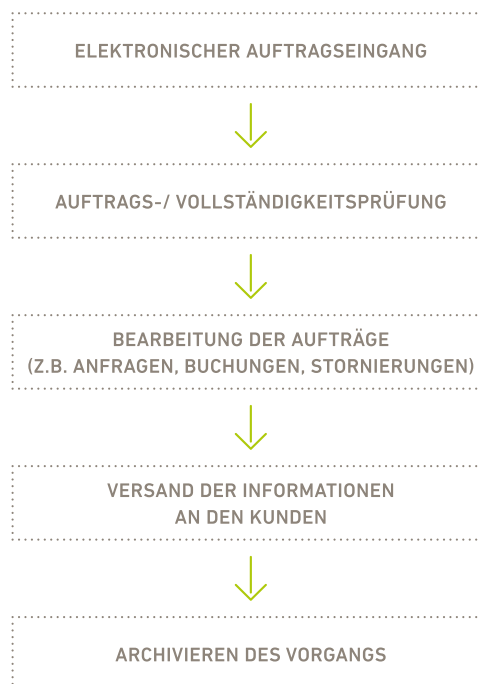 ELEKTRONISCHER AUFTRAGSEINGANG
AUFTRAGS-/ VOLLSTÄNDIGKEITSPRÜFUNG
BEARBEITUNG DER AUFTRÄGE
(Z.B. ANFRAGEN, BUCHUNGEN, STORNIERUNGEN)
VERSAND DER INFORMATIONEN
AN DEN KUNDEN
ARCHIVIEREN DES VORGANGS